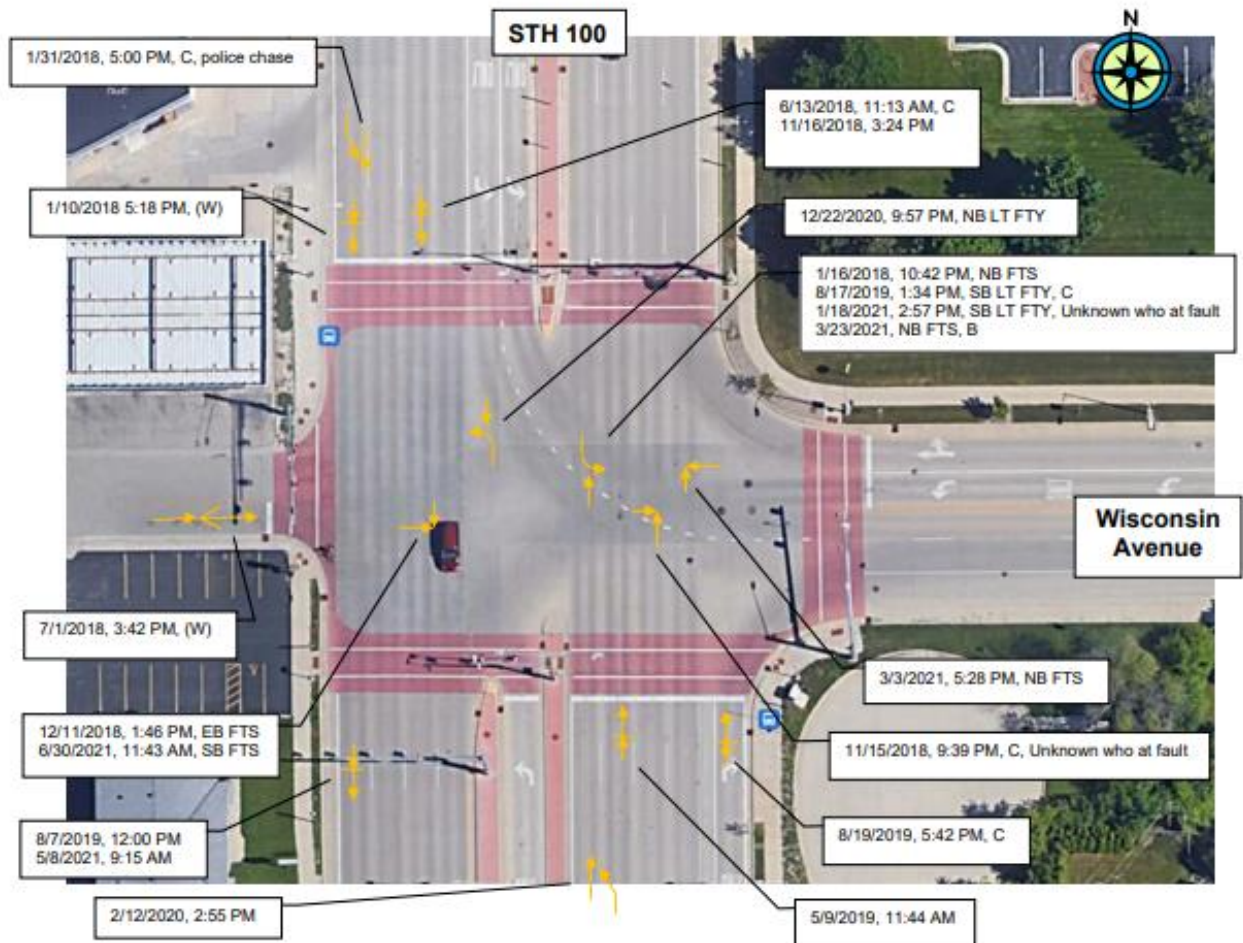 N
STH 100
1/31/2018, 5:00 PM, C, police chase
6/13/2018, 11:13 AM, C
11/16/2018, 3:24 PM
1/10/2018 5:18 PM, (W)
12/22/2020, 9:57 PM, NB LT FTY
1/16/2018, 10:42 PM, NB FTS
8/17/2019, 1:34 PM, SB LT FTY, C
1/18/2021, 2:57 PM, SB LT FTY, Unknown who at fault
3/23/2021, NB FTS, B
Wisconsin
Avenue
7/1/2018, 3:42 PM, (W)
3/3/2021, 5:28 PM, NB FTS
12/11/2018, 1:46 PM, EB FTS
6/30/2021, 11:43 AM, SB FTS
11/15/2018, 9:39 PM, C, Unknown who at fault
8/7/2019, 12:00 PM
5/8/2021, 9:15 AM
8/19/2019, 5:42 PM, C
2/12/2020, 2:55 PM
5/9/2019, 11:44 AM